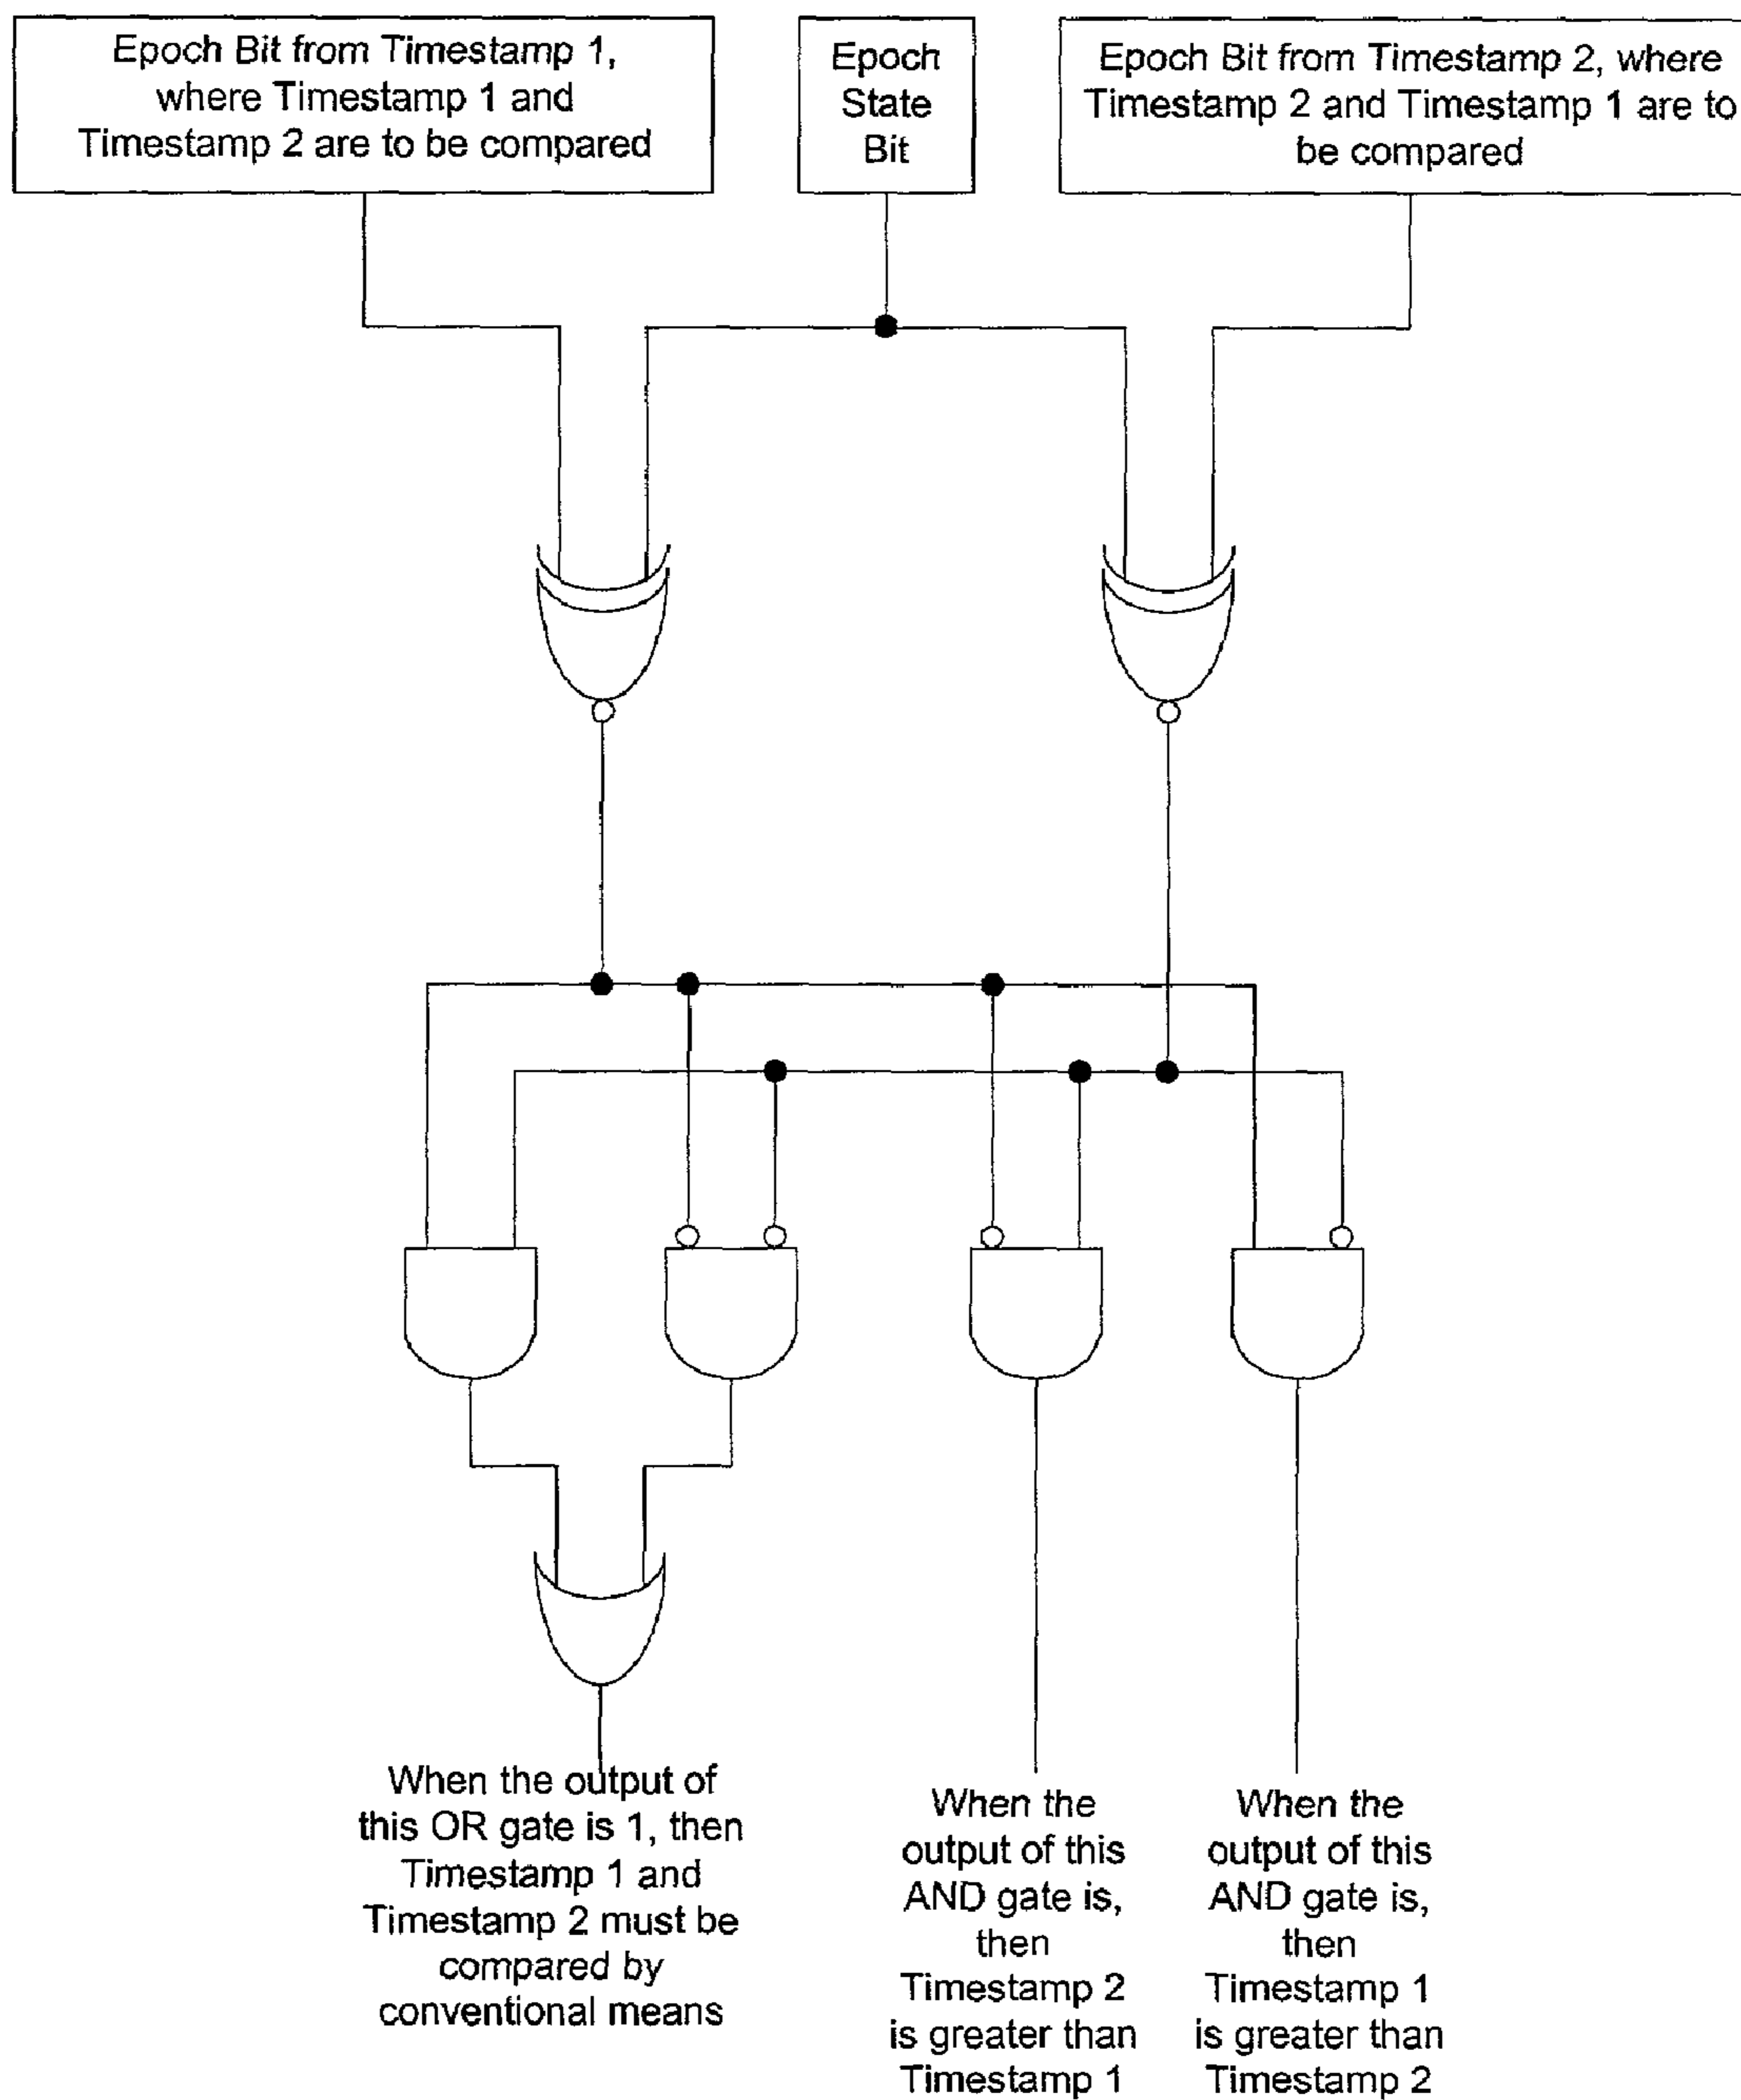 Epoch Bit from Timestamp 1,
where Timestamp 1 and
Timestamp 2 are to be compared
Epoch
State
Bit
Epoch Bit from Timestamp 2, where
Timestamp 2 and Timestamp 1 are to
be compared
When the output of
this OR gate is 1, then
Timestamp 1 and
Timestamp 2 must be
compared by
conventional means
When the
output of this
AND gate is,
then
Timestamp 2
is greater than
Timestamp 1
When the
output of this
AND gate is,
then
Timestamp 1
is greater than
Timestamp 2